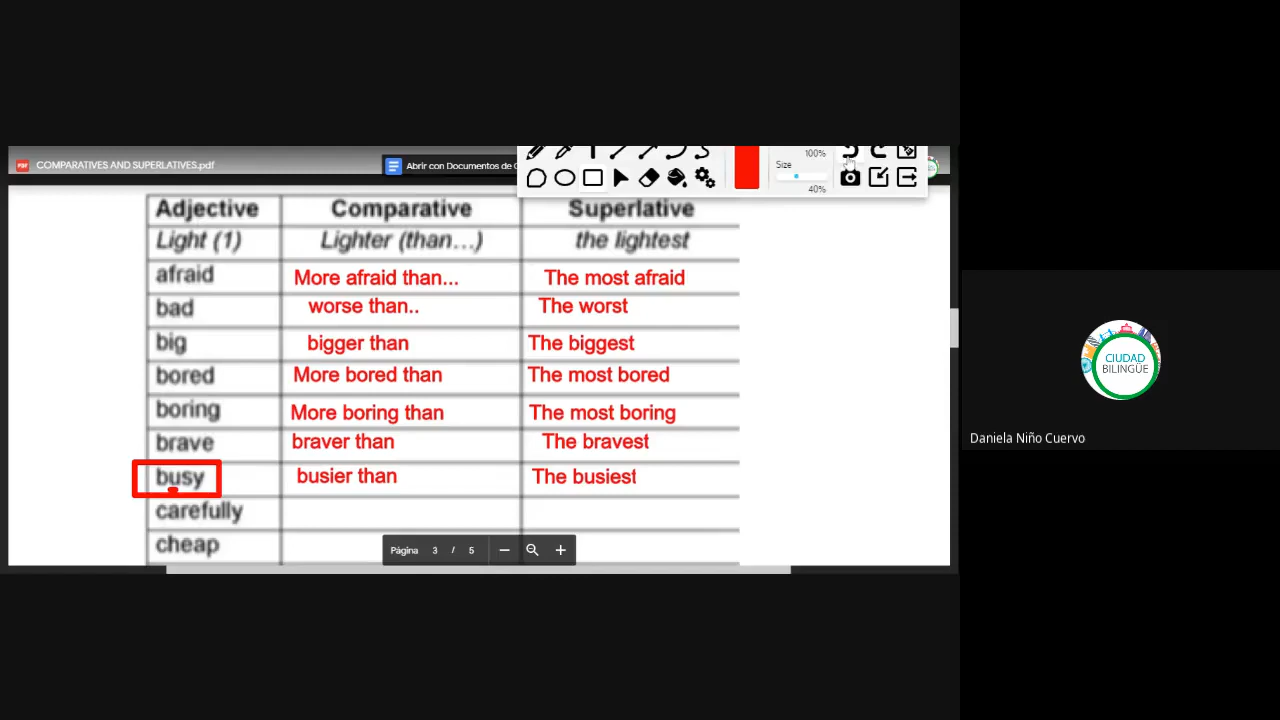 COMPARATIVES AND SUPERLATIVES.pdf
Abrir con Documentos de
100%
Size
40%
Adjective Comparative Superlative
Light (1) Lighter (than...) the lightest
afraid More afraid than... The most afraid
bad worse than.. The worst
big bigger than The biggest
bored More bored than The most bored
boring More boring than The most boring
brave braver than The bravest
busy busier than The busiest
carefully
cheap
Página 3 / 5
CIUDAD
BILINGÜE
Daniela Niño Cuervo